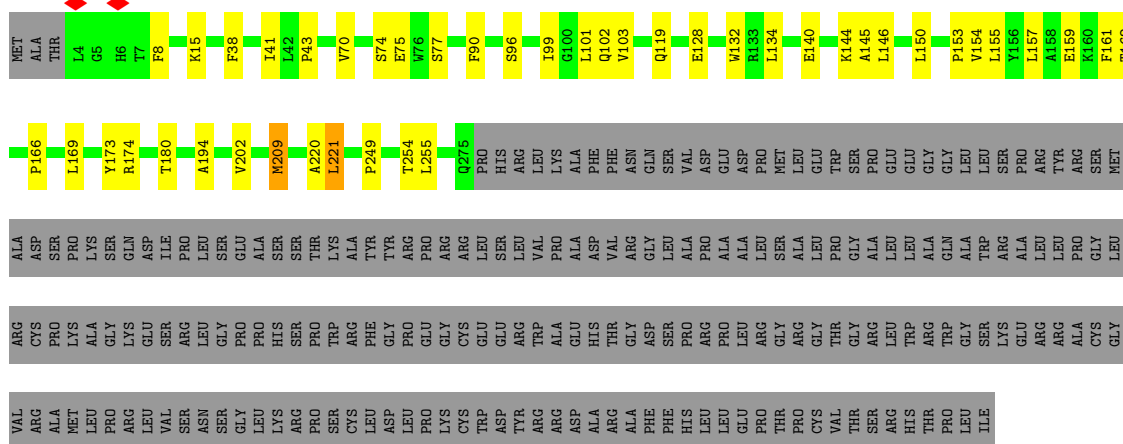 MET ALA THR L4 G5 H6 T7 F8 K15 F38 I41 L42 P43 V70 S74 E75 W76 S77 F90 S96 I99 G100 L101 Q102 V103 Q119 E128 W132 R133 L134 E140 K144 A145 L146 L150 P153 V154 L155 Y156 L157 A158 E159 K160 F161
P166 L169 Y173 R174 T180 A194 V202 M209 A220 L221 P249 T254 L255 Q275 PRO HIS ARG LEU LYS ALA PHE PHE ASN GLN SER VAL ASP GLU ASP PRO MET LEU GLU TRP SER PRO GLU GLU GLY GLY LEU LEU SER PRO ARG TYR ARG SER MET
ALA ASP SER PRO LYS SER GLN ASP ILE PRO LEU SER GLU ALA SER SER THR LYS ALA TYR TYR ARG PRO ARG ARG LEU SER LEU VAL PRO ALA ASP VAL ARG GLY LEU ALA PRO ALA ALA LEU SER ALA LEU PRO GLY ALA LEU LEU ALA GLN ALA TRP ARG ALA LEU LEU PRO GLY LEU
ARG CYS PRO LYS ALA GLY LYS GLU SER ARG LEU GLY PRO PRO HIS SER PRO TRP ARG PHE GLY PRO GLU GLY CYS GLU GLU ARG TRP ALA GLU HIS THR GLY ASP SER PRO ARG PRO LEU ARG GLY ARG GLY THR GLY ARG LEU TRP ARG TRP GLY SER LYS GLU ARG ARG ALA CYS GLY
VAL ARG ALA MET LEU PRO ARG LEU VAL SER ASN SER GLY LEU LYS ARG PRO SER CYS LEU ASP LEU PRO LYS CYS TRP ASP TYR ARG ARG ASP ALA ARG ALA PHE PHE HIS LEU LEU GLU PRO THR PRO CYS VAL THR SER ARG HIS THR PRO LEU ILE